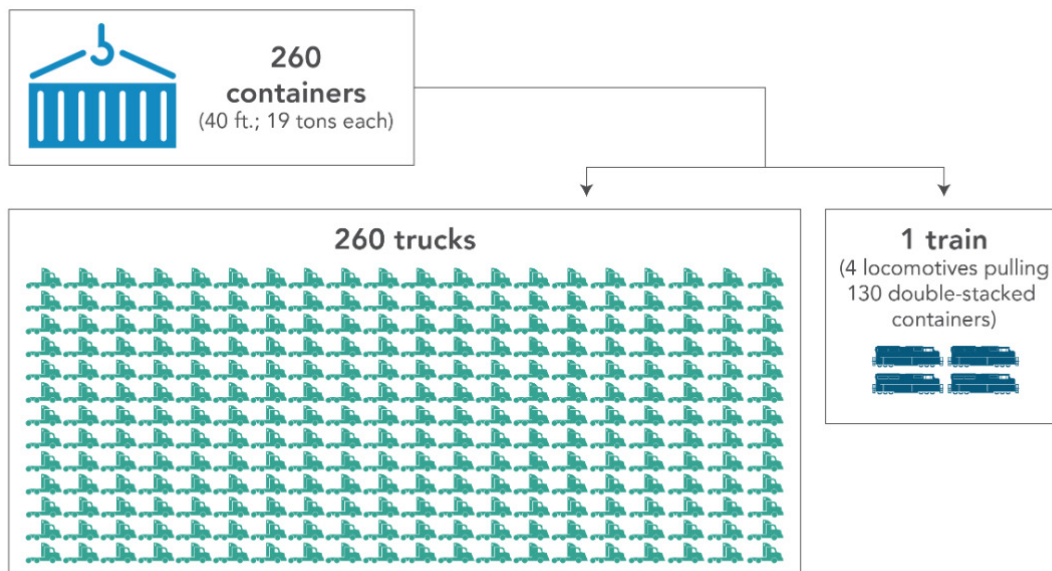 260
containers
(40 ft.; 19 tons each)
260 trucks
1 train
(4 locomotives pulling
130 double-stacked
containers)